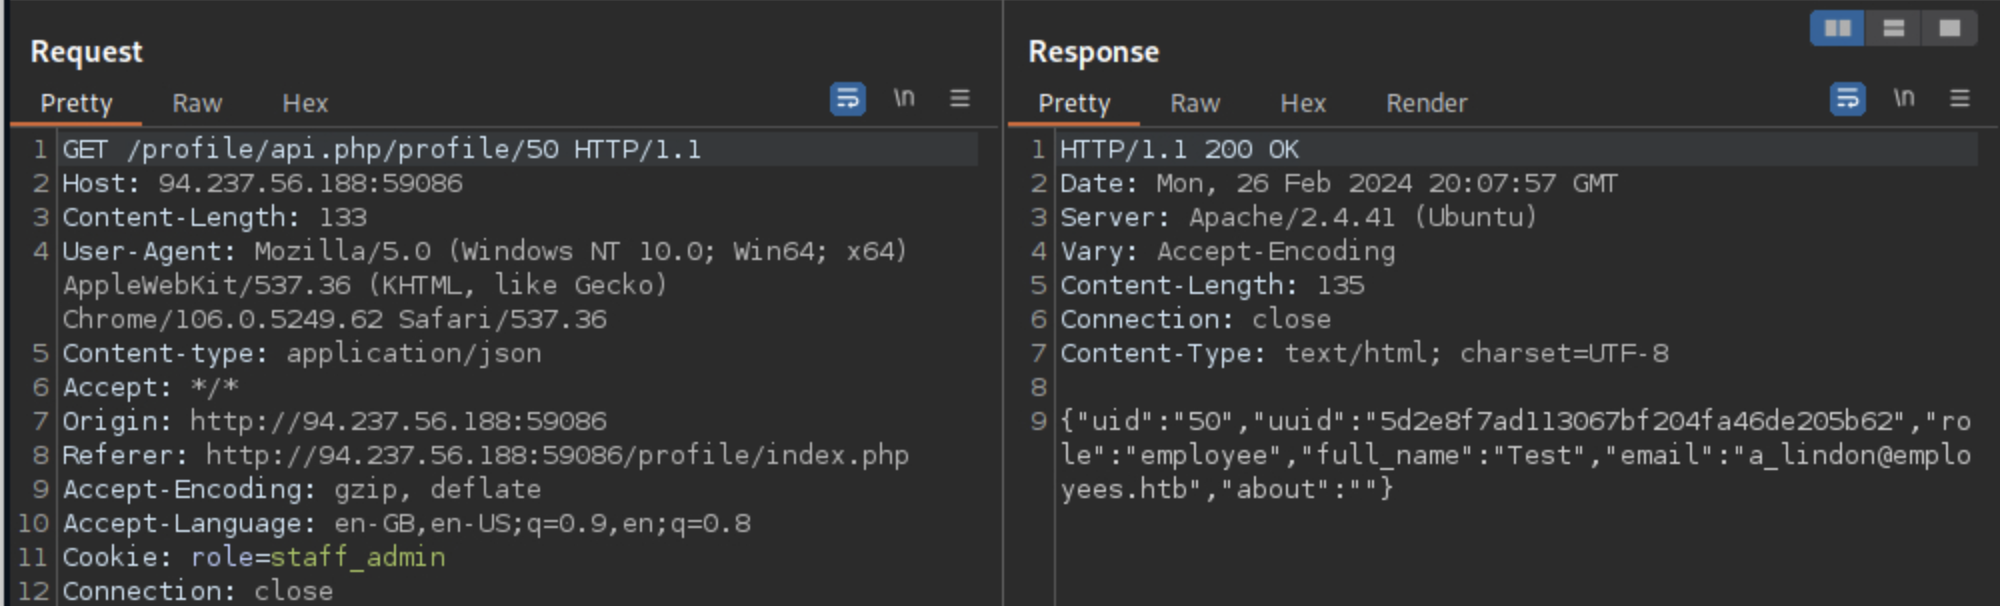 Request
Pretty Raw Hex
\n
1 GET /profile/api.php/profile/50 HTTP/1.1
2 Host: 94.237.56.188:59086
3 Content-Length: 133
4 User-Agent: Mozilla/5.0 (Windows NT 10.0; Win64; x64)
AppleWebKit/537.36 (KHTML, like Gecko)
Chrome/106.0.5249.62 Safari/537.36
5 Content-type: application/json
6 Accept: */*
7 Origin: http://94.237.56.188:59086
8 Referer: http://94.237.56.188:59086/profile/index.php
9 Accept-Encoding: gzip, deflate
10 Accept-Language: en-GB,en-US;q=0.9,en;q=0.8
11 Cookie: role=staff_admin
12 Connection: close
Response
Pretty Raw Hex Render
\n
1 HTTP/1.1 200 OK
2 Date: Mon, 26 Feb 2024 20:07:57 GMT
3 Server: Apache/2.4.41 (Ubuntu)
4 Vary: Accept-Encoding
5 Content-Length: 135
6 Connection: close
7 Content-Type: text/html; charset=UTF-8
8
9 {"uid":"50","uuid":"5d2e8f7ad113067bf204fa46de205b62","ro
le":"employee","full_name":"Test","email":"a_lindon@emplo
yees.htb","about":""}